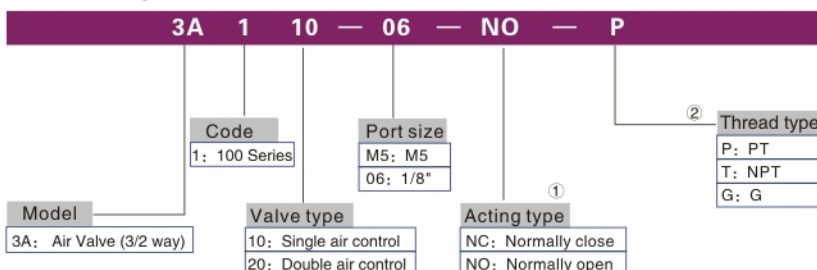 3A 1 10 — 06 — NO — P
② Thread type
Code
Port size
1: 100 Series
M5: M5
P: PT
06: 1/8"
T: NPT
①
G: G
Model
Valve type
Acting type
3A: Air Valve (3/2 way)
10: Single air control
NC: Normally close
20: Double air control
NO: Normally open